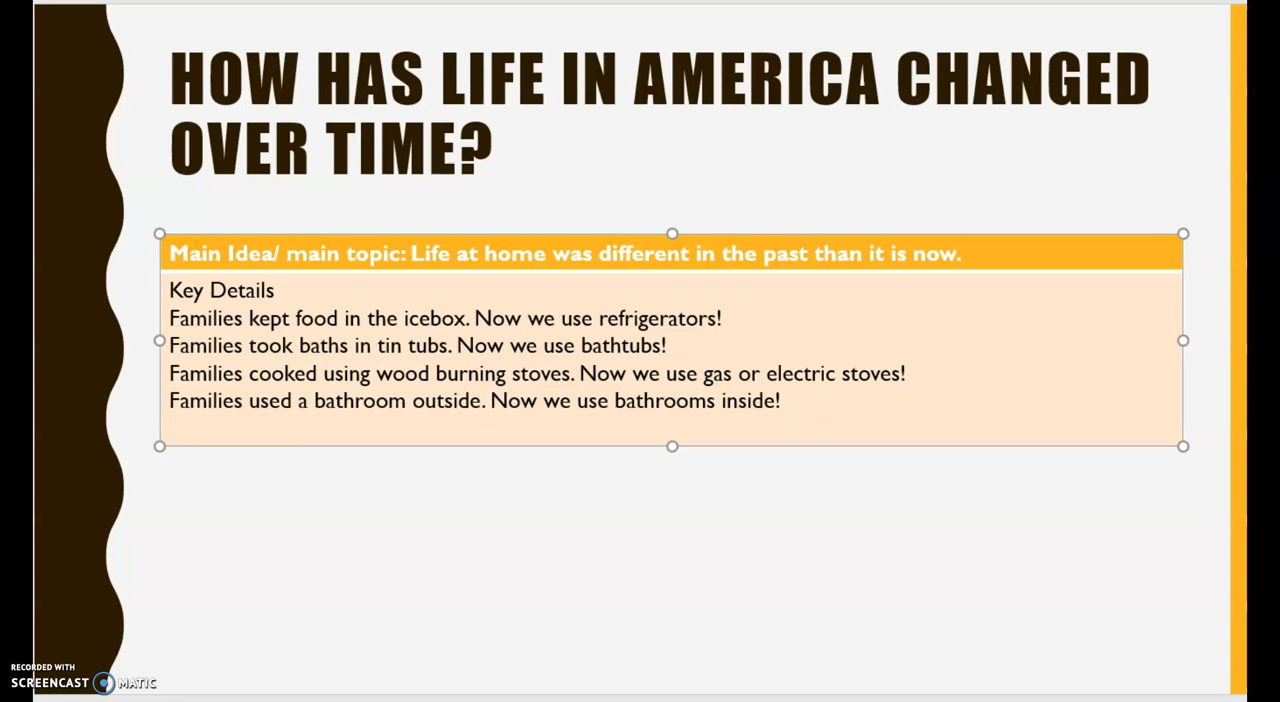 HOW HAS LIFE IN AMERICA CHANGED
OVER TIME?
Main Idea/ main topic: Life at home was different in the past than it is now.
Key Details
Families kept food in the icebox. Now we use refrigerators!
Families took baths in tin tubs. Now we use bathtubs!
Families cooked using wood burning stoves. Now we use gas or electric stoves!
Families used a bathroom outside. Now we use bathrooms inside!
RECORDED WITH
SCREENCAST MATIC